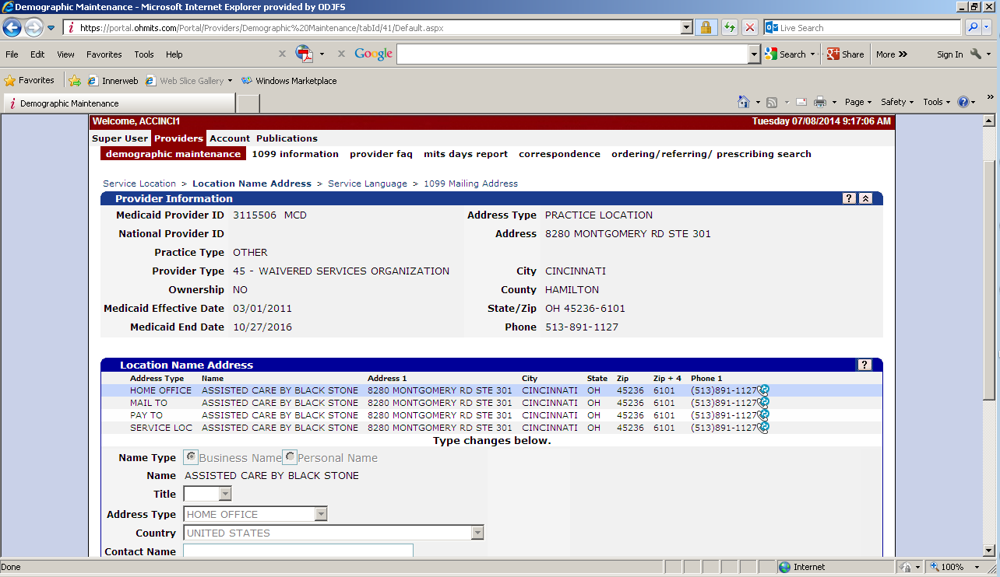 Demographic Maintenance - Microsoft Internet Explorer provided by ODJFS
https://portal.ohmits.com/Portal/Providers/Demographic%20Maintenance/tabId/41/Default.aspx
Live Search
File Edit View Favorites Tools Help
x x Google Search Share More » Sign In
Favorites Innerweb Web Slice Gallery Windows Marketplace
Demographic Maintenance
Page Safety Tools »
Welcome, ACCINCI1 Tuesday 07/08/2014 9:17:06 AM
Super User Providers Account Publications
demographic maintenance 1099 information provider faq mits days report correspondence ordering/referring/ prescribing search
Service Location > Location Name Address > Service Language > 1099 Mailing Address
Provider Information ?
Medicaid Provider ID 3115506 MCD Address Type PRACTICE LOCATION
National Provider ID Address 8280 MONTGOMERY RD STE 301
Practice Type OTHER
Provider Type 45 - WAIVERED SERVICES ORGANIZATION City CINCINNATI
Ownership NO County HAMILTON
Medicaid Effective Date 03/01/2011 State/Zip OH 45236-6101
Medicaid End Date 10/27/2016 Phone 513-891-1127
Location Name Address ?
Address Type Name Address 1 City State Zip Zip + 4 Phone 1
HOME OFFICE ASSISTED CARE BY BLACK STONE 8280 MONTGOMERY RD STE 301 CINCINNATI OH 45236 6101 (513)891-1127
MAIL TO ASSISTED CARE BY BLACK STONE 8280 MONTGOMERY RD STE 301 CINCINNATI OH 45236 6101 (513)891-1127
PAY TO ASSISTED CARE BY BLACK STONE 8280 MONTGOMERY RD STE 301 CINCINNATI OH 45236 6101 (513)891-1127
SERVICE LOC ASSISTED CARE BY BLACK STONE 8280 MONTGOMERY RD STE 301 CINCINNATI OH 45236 6101 (513)891-1127
Type changes below.
Name Type Business Name Personal Name
Name ASSISTED CARE BY BLACK STONE
Title
Address Type HOME OFFICE
Country UNITED STATES
Contact Name
Done Internet 100%